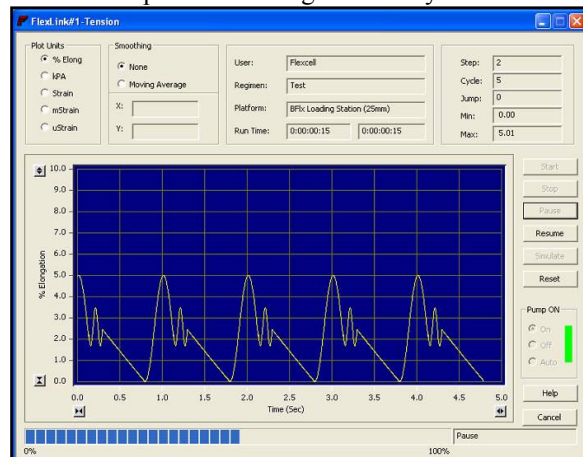 FlexLink#1-Tension
Plot Units
% Elong
kPA
Strain
mStrain
uStrain
Smoothing
None
Moving Average
X:
Y:
User: Flexcell
Regimen: Test
Platform: BFlx Loading Station (25mm)
Run Time: 0:00:00:15 0:00:00:15
Step: 2
Cycle: 5
Jump: 0
Min: 0.00
Max: 5.01
10.0
9.0
8.0
7.0
6.0
5.0
4.0
3.0
2.0
1.0
0.0
% Elongation
0.0 0.5 1.0 1.5 2.0 2.5 3.0 3.5 4.0 4.5 5.0
Time (Sec)
Start
Stop
Pause
Resume
Simulate
Reset
Pump ON
On
Off
Auto
Help
Cancel
Pause
0% 100%